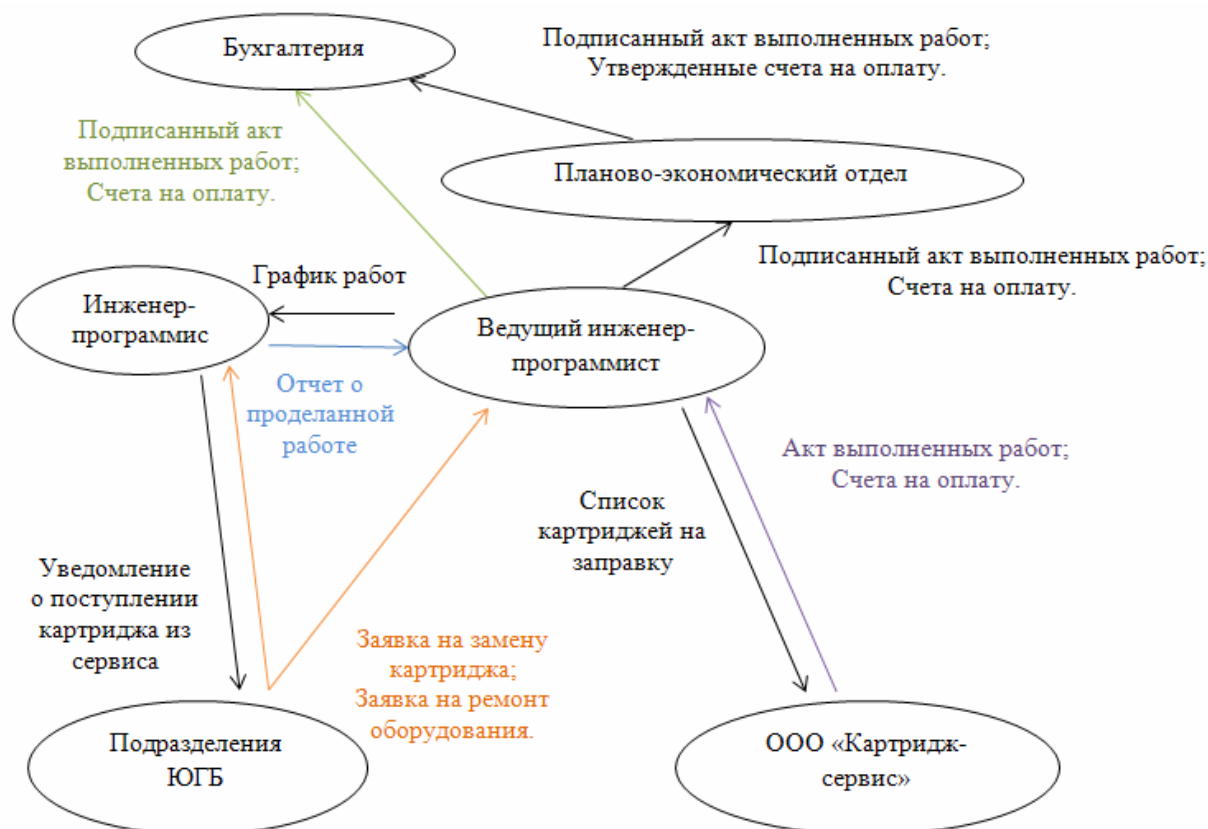 Бухгалтерия
Подписанный акт выполненных работ;
Утвержденные счета на оплату.
Подписанный акт
выполненных работ;
Счета на оплату.
Планово-экономический отдел
Подписанный акт выполненных работ;
Счета на оплату.
График работ
Инженер-
программис
Ведущий инженер-
программист
Отчет о
проделанной
работе
Акт выполненных работ;
Счета на оплату.
Список
картриджей на
заправку
Уведомление
о поступлении
картриджа из
сервиса
Заявка на замену
картриджа;
Заявка на ремонт
оборудования.
Подразделения
ЮГБ
ООО «Картридж-
сервис»